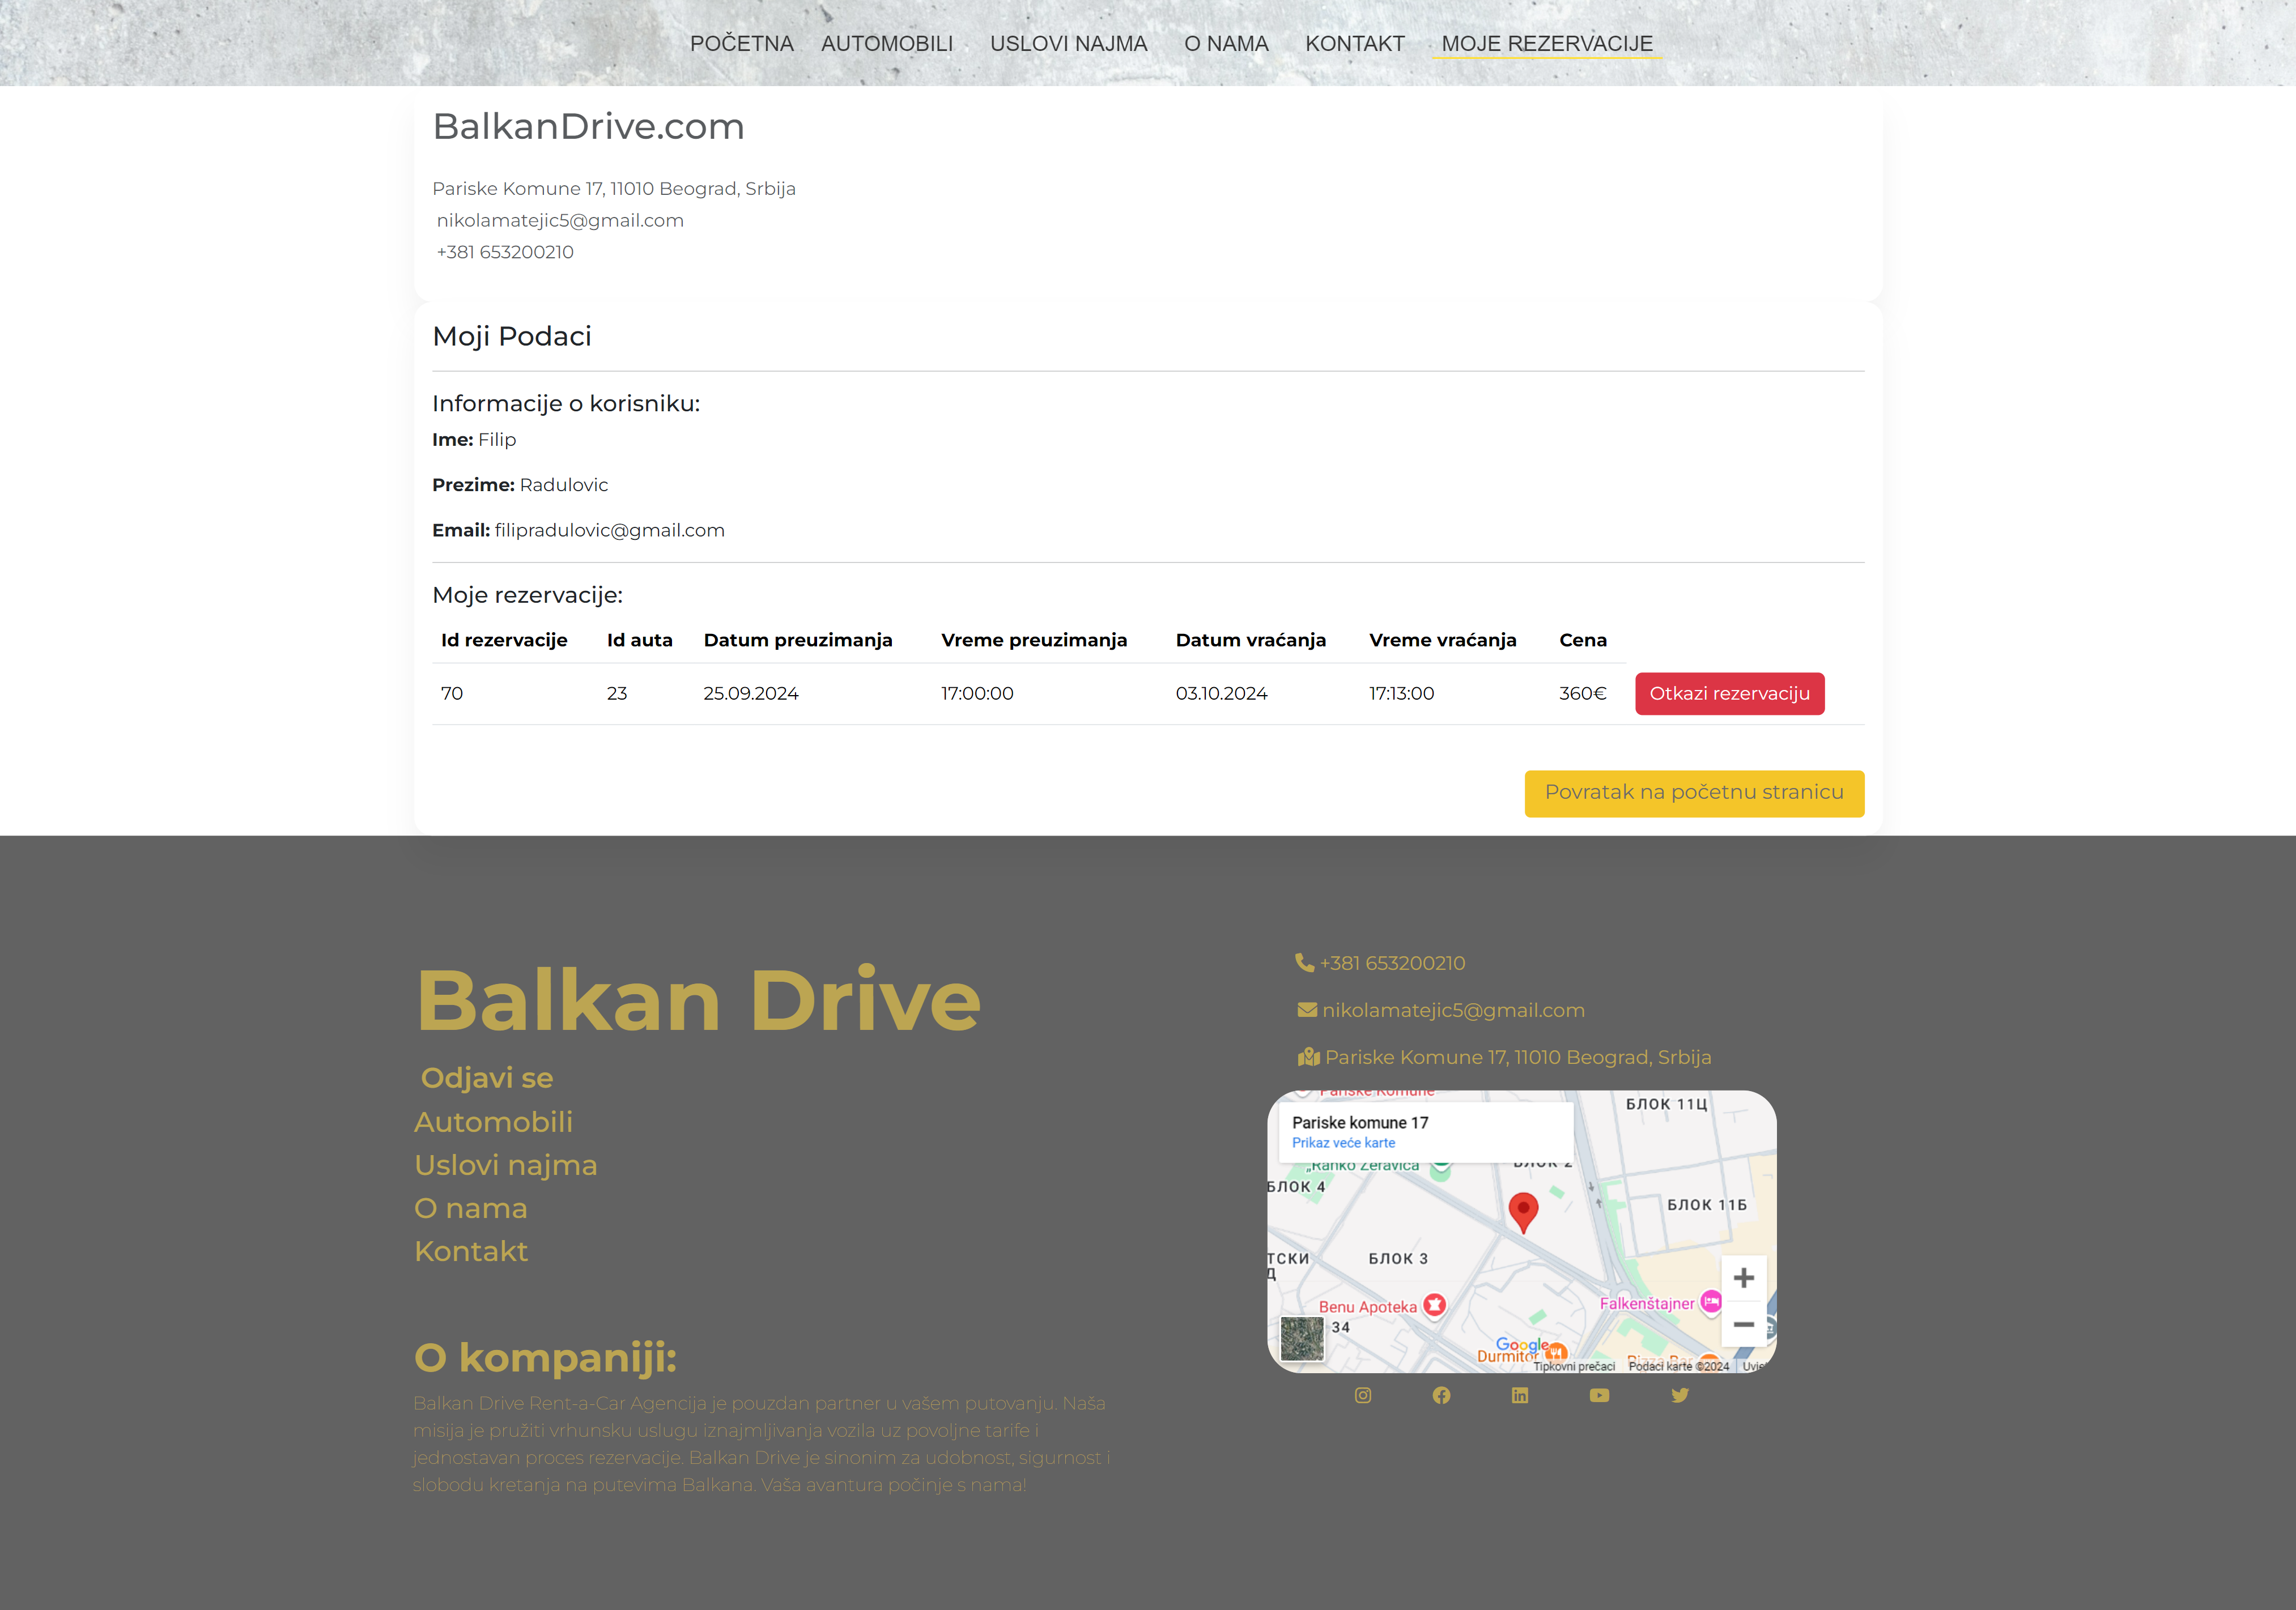 POČETNA AUTOMOBILI USLOVI NAJMA O NAMA KONTAKT MOJE REZERVACIJE
BalkanDrive.com
Pariske Komune 17, 11010 Beograd, Srbija
nikolamatejic5@gmail.com
+381 653200210
Moji Podaci
Informacije o korisniku:
Ime: Filip
Prezime: Radulovic
Email: filipradulovic@gmail.com
Moje rezervacije:
Id rezervacije Id auta Datum preuzimanja Vreme preuzimanja Datum vraćanja Vreme vraćanja Cena
70 23 25.09.2024 17:00:00 03.10.2024 17:13:00 360€ Otkazi rezervaciju
Povratak na početnu stranicu
Balkan Drive
Odjavi se
Automobili
Uslovi najma
O nama
Kontakt
O kompaniji:
Balkan Drive Rent-a-Car Agencija je pouzdan partner u vašem putovanju. Naša
misija je pružiti vrhunsku uslugu iznajmljivanja vozila uz povoljne tarife i
jednostavan proces rezervacije. Balkan Drive je sinonim za udobnost, sigurnost i
slobodu kretanja na putevima Balkana. Vaša avantura počinje s nama!
+381 653200210
nikolamatejic5@gmail.com
Pariske Komune 17, 11010 Beograd, Srbija
Pariske Komune
БЛОК 11Ц
Pariske komune 17
Prikaz veće karte
„Ranko Žeravica
БЛОК 2
БЛОК 4
БЛОК 11Б
БЛОК 3
Benu Apoteka
Falkenštajner
34
Google
Durmitor
Tipkovni prečaci Podaci karte ©2024